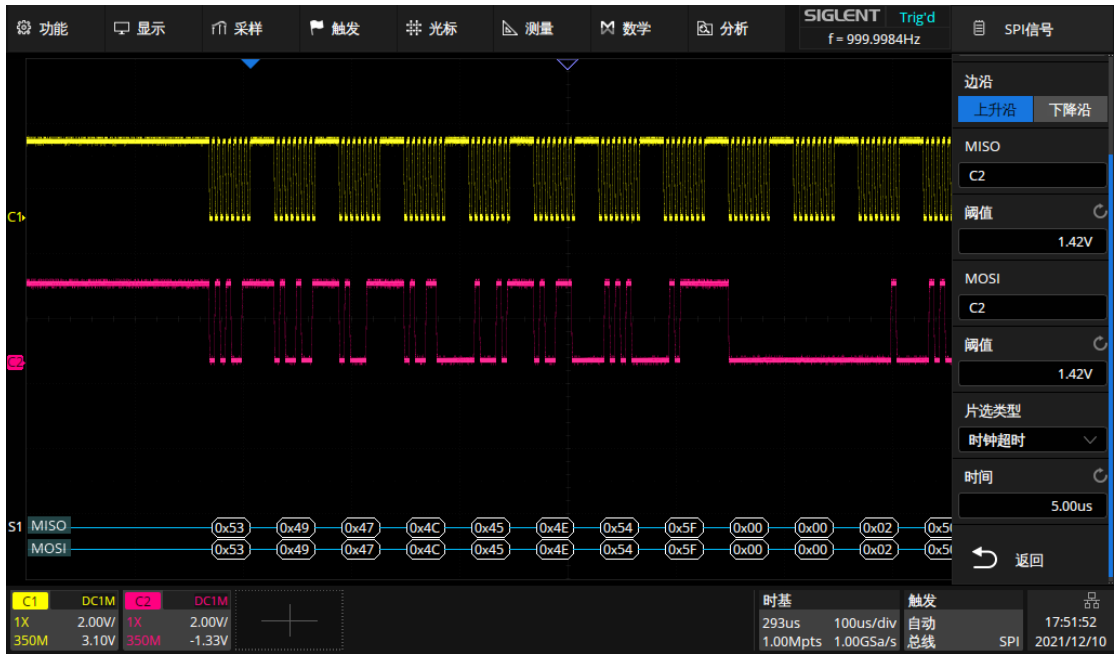 功能 显示 采样 触发 光标 测量 数学 分析 SIGLENT Trig'd SPI信号
f = 999.9984Hz
边沿
上升沿 下降沿
MISO
C2
阈值
1.42V
MOSI
C2
阈值
1.42V
片选类型
时钟超时
时间
5.00us
返回
C1
C2
S1 MISO 0x53 0x49 0x47 0x4C 0x45 0x4E 0x54 0x5F 0x00 0x00 0x02
MOSI 0x53 0x49 0x47 0x4C 0x45 0x4E 0x54 0x5F 0x00 0x00 0x02
C1 DC1M C2 DC1M 时基 触发
1X 2.00V/ 1X 2.00V/ 293us 100us/div 自动 17:51:52
350M 3.10V 350M -1.33V 1.00Mpts 1.00GSa/s 总线 SPI 2021/12/10